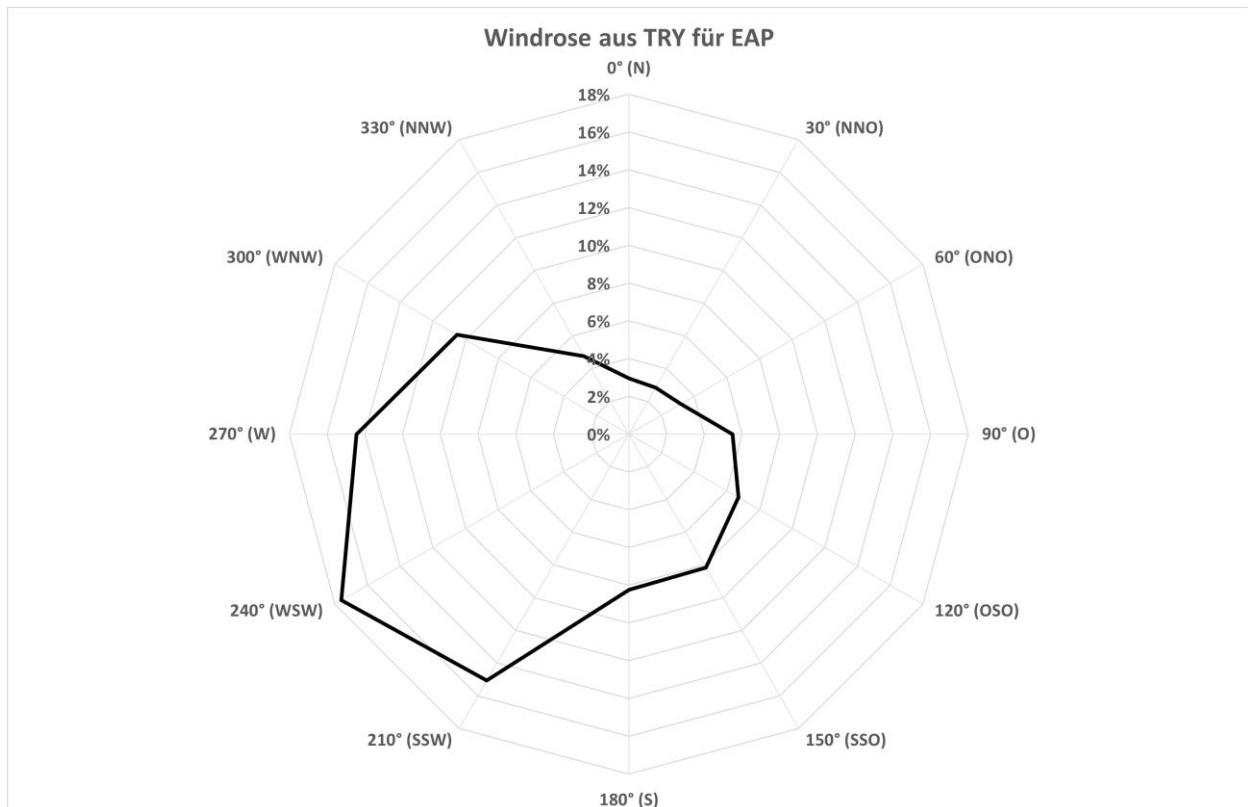 Windrose aus TRY für EAP
0° (N)
18%
330° (NNW)
30° (NNO)
16%
14%
12%
300° (WNW)
60° (ONO)
10%
8%
6%
4%
2%
270° (W)
0%
90° (O)
240° (WSW)
120° (OSO)
210° (SSW)
150° (SSO)
180° (S)